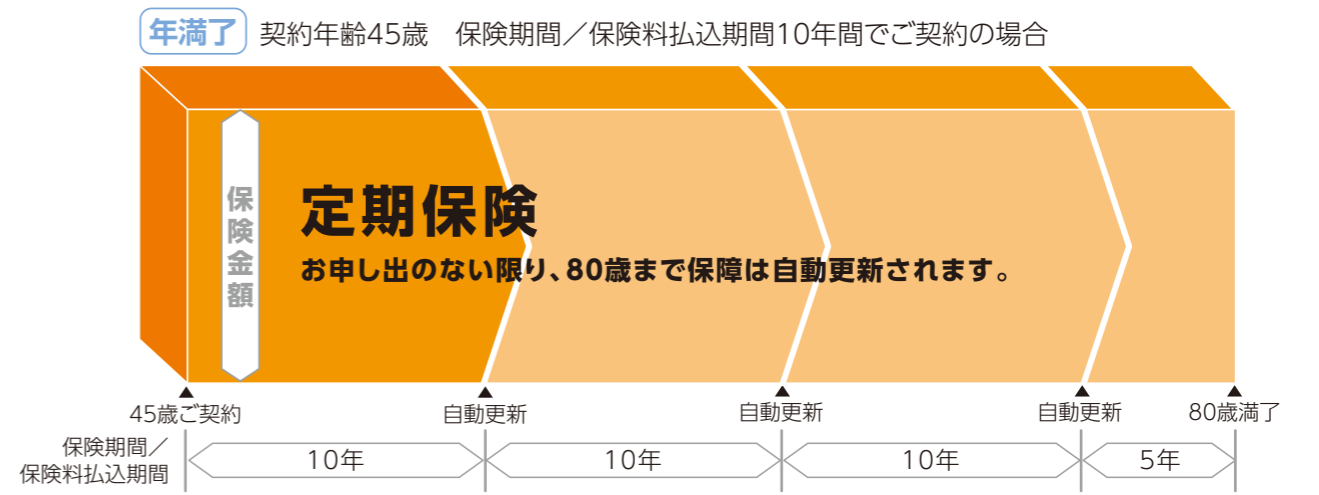 年満了 契約年齢45歳 保険期間／保険料払込期間10年間でご契約の場合
保険金額
定期保険
お申し出のない限り、80歳まで保障は自動更新されます。
45歳ご契約 自動更新 自動更新 自動更新 80歳満了
保険期間／
保険料払込期間
10年 10年 10年 5年